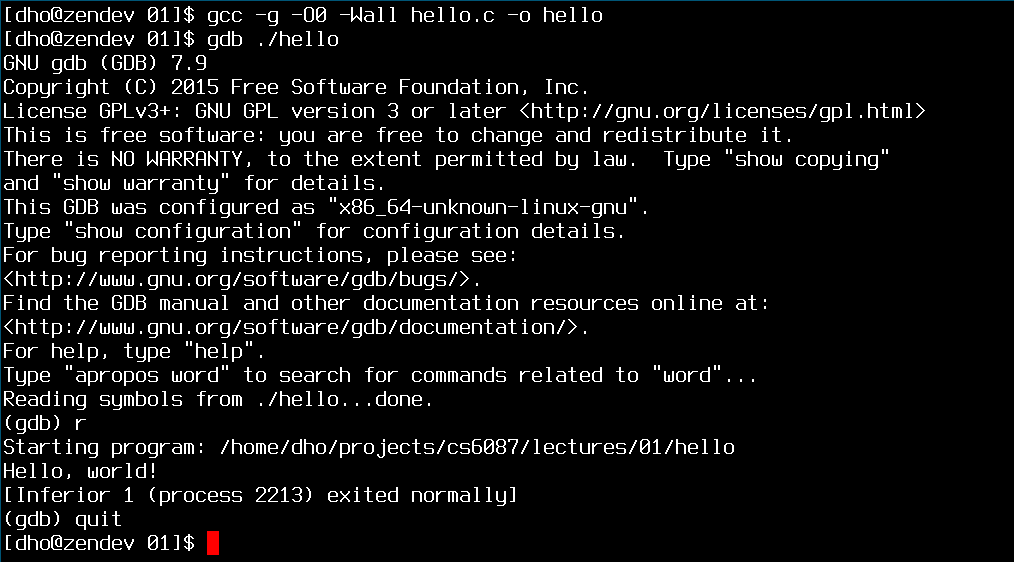 [dho@zendev 01]$ gcc -g -O0 -Wall hello.c -o hello
[dho@zendev 01]$ gdb ./hello
GNU gdb (GDB) 7.9
Copyright (C) 2015 Free Software Foundation, Inc.
License GPLv3+: GNU GPL version 3 or later <http://gnu.org/licenses/gpl.html>
This is free software: you are free to change and redistribute it.
There is NO WARRANTY, to the extent permitted by law.  Type "show copying"
and "show warranty" for details.
This GDB was configured as "x86_64-unknown-linux-gnu".
Type "show configuration" for configuration details.
For bug reporting instructions, please see:
<http://www.gnu.org/software/gdb/bugs/>.
Find the GDB manual and other documentation resources online at:
<http://www.gnu.org/software/gdb/documentation/>.
For help, type "help".
Type "apropos word" to search for commands related to "word"...
Reading symbols from ./hello...done.
(gdb) r
Starting program: /home/dho/projects/cs6087/lectures/01/hello
Hello, world!
[Inferior 1 (process 2213) exited normally]
(gdb) quit
[dho@zendev 01]$